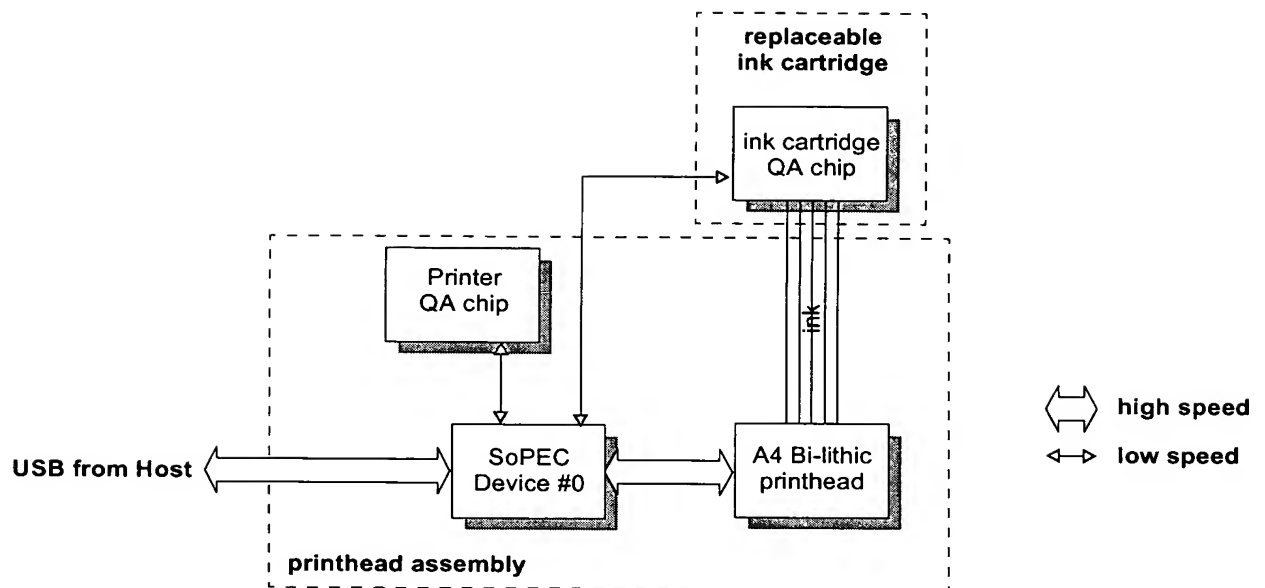 replaceable
ink cartridge
ink cartridge
QA chip
Printer
QA chip
ink
high speed
low speed
USB from Host
SoPEC
Device #0
A4 Bi-lithic
printhead
printhead assembly